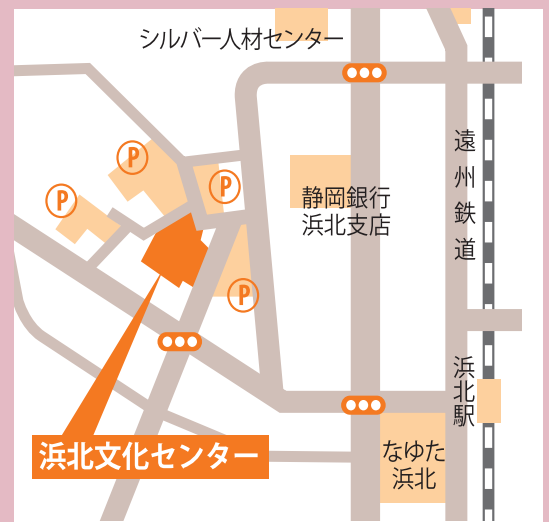 シルバー人材センター
遠州鉄道
P
P
P
静岡銀行
浜北支店
P
浜北駅
なゆた
浜北
浜北文化センター